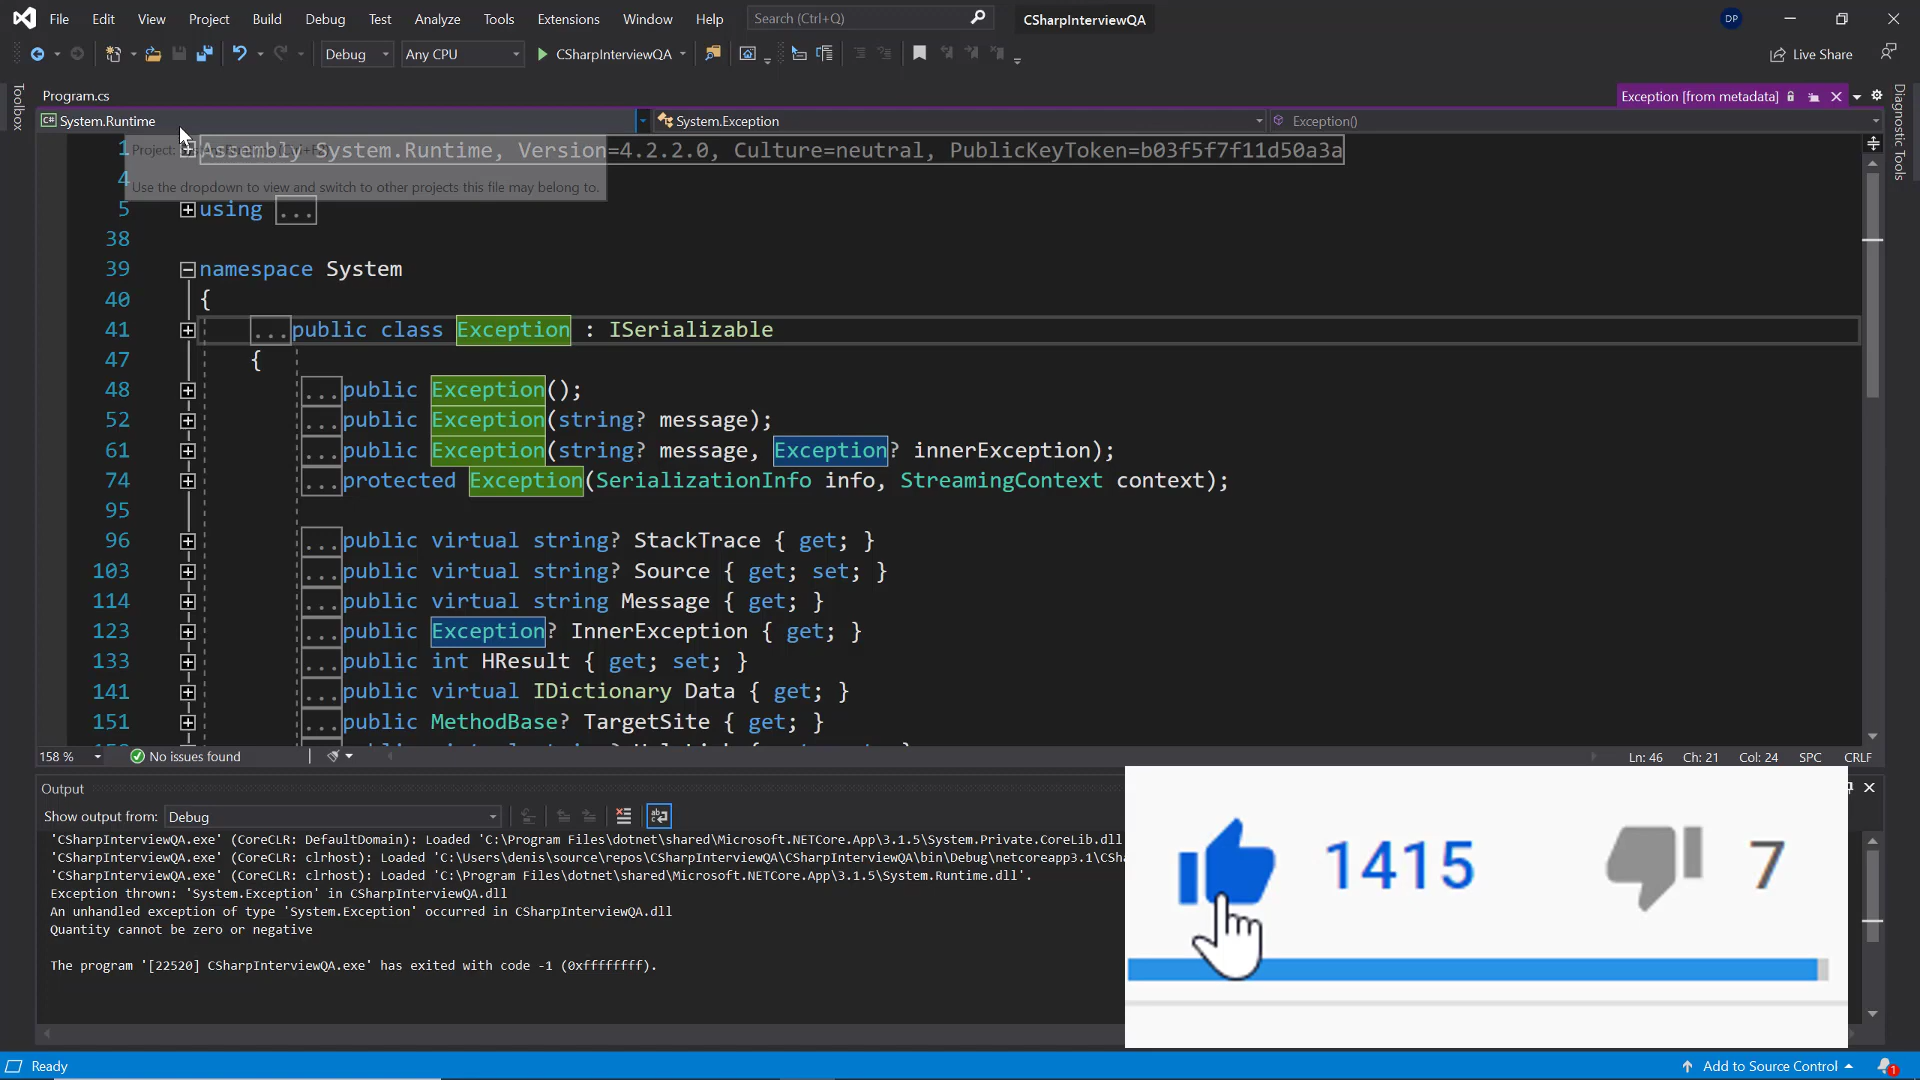 File Edit View Project Build Debug Test Analyze Tools Extensions Window Help Search (Ctrl+Q) CSharpInterviewQA DP
Debug Any CPU CSharpInterviewQA Live Share
Toolbox
Program.cs Exception [from metadata]
Diagnostic Tools
C# System.Runtime System.Exception Exception()
1 Assembly System.Runtime, Version=4.2.2.0, Culture=neutral, PublicKeyToken=b03f5f7f11d50a3a
4
Use the dropdown to view and switch to other projects this file may belong to.
5 using ...
38
39 namespace System
40 {
41 ...public class Exception : ISerializable
47 {
48 ...public Exception();
52 ...public Exception(string? message);
61 ...public Exception(string? message, Exception? innerException);
74 ...protected Exception(SerializationInfo info, StreamingContext context);
95
96 ...public virtual string? StackTrace { get; }
103 ...public virtual string? Source { get; set; }
114 ...public virtual string Message { get; }
123 ...public Exception? InnerException { get; }
133 ...public int HResult { get; set; }
141 ...public virtual IDictionary Data { get; }
151 ...public MethodBase? TargetSite { get; }
158 % No issues found Ln: 46 Ch: 21 Col: 24 SPC CRLF
Output
Show output from: Debug
'CSharpInterviewQA.exe' (CoreCLR: DefaultDomain): Loaded 'C:\Program Files\dotnet\shared\Microsoft.NETCore.App\3.1.5\System.Private.CoreLib.dll
'CSharpInterviewQA.exe' (CoreCLR: clrhost): Loaded 'C:\Users\denis\source\repos\CSharpInterviewQA\CSharpInterviewQA\bin\Debug\netcoreapp3.1\CSha
'CSharpInterviewQA.exe' (CoreCLR: clrhost): Loaded 'C:\Program Files\dotnet\shared\Microsoft.NETCore.App\3.1.5\System.Runtime.dll'.
Exception thrown: 'System.Exception' in CSharpInterviewQA.dll
An unhandled exception of type 'System.Exception' occurred in CSharpInterviewQA.dll
Quantity cannot be zero or negative
The program '[22520] CSharpInterviewQA.exe' has exited with code -1 (0xffffffff).
1415 7
Ready Add to Source Control 1